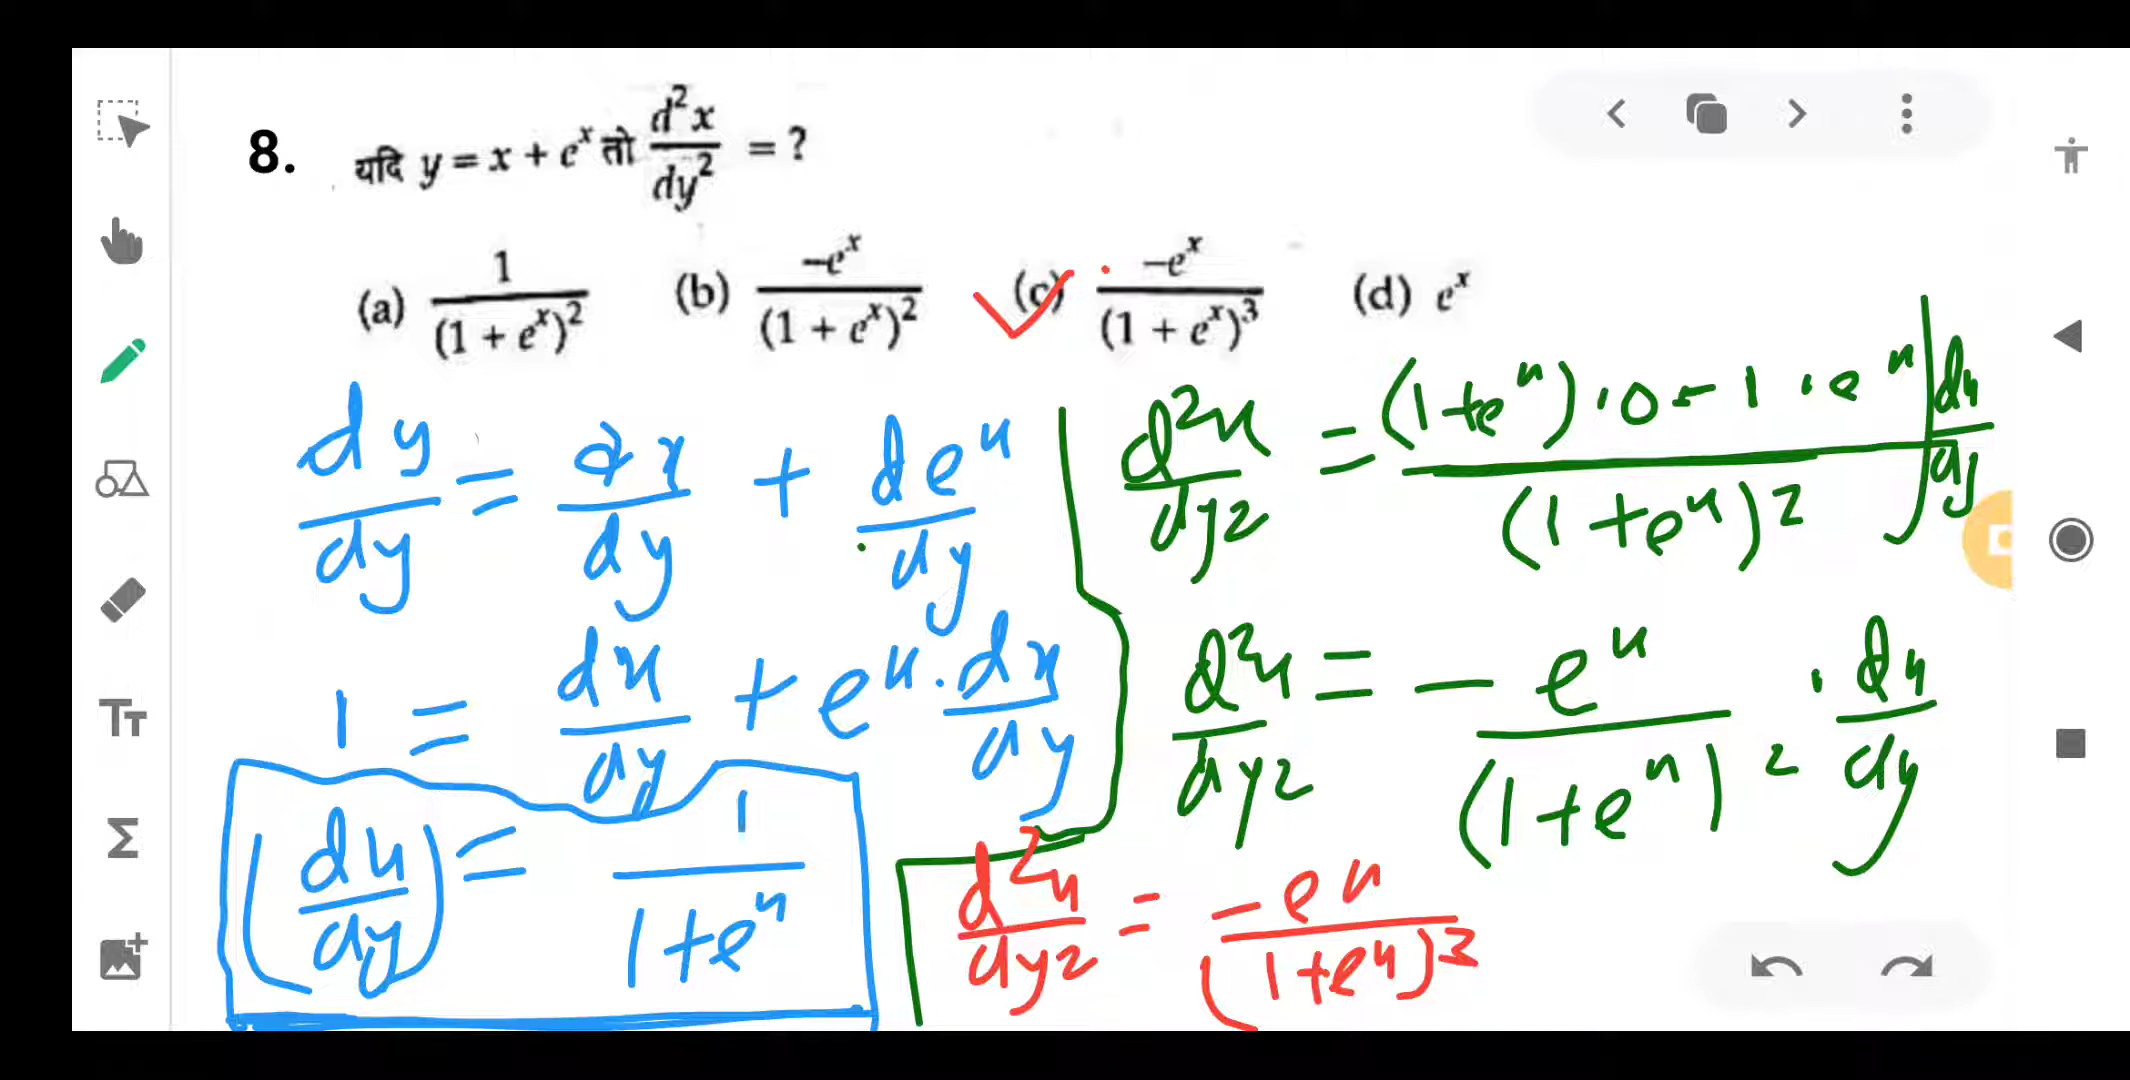 8. यदि y = x + e^x तो d²x/dy² = ?
(a) 1/(1 + e^x)² (b) −e^x/(1 + e^x)² (c) −e^x/(1 + e^x)³ (d) e^x
dy/dy = dx/dy + de^x/dy
1 = dx/dy + e^x · dx/dy
(dx/dy) = 1/1+e^x
d²x/dy² = (1+e^x)·0 − 1·e^x dx/dy/(1+e^x)²
d²x/dy² = − e^x/(1+e^x)² · dx/dy
d²x/dy² = −e^x/(1+e^x)³
TT
Σ